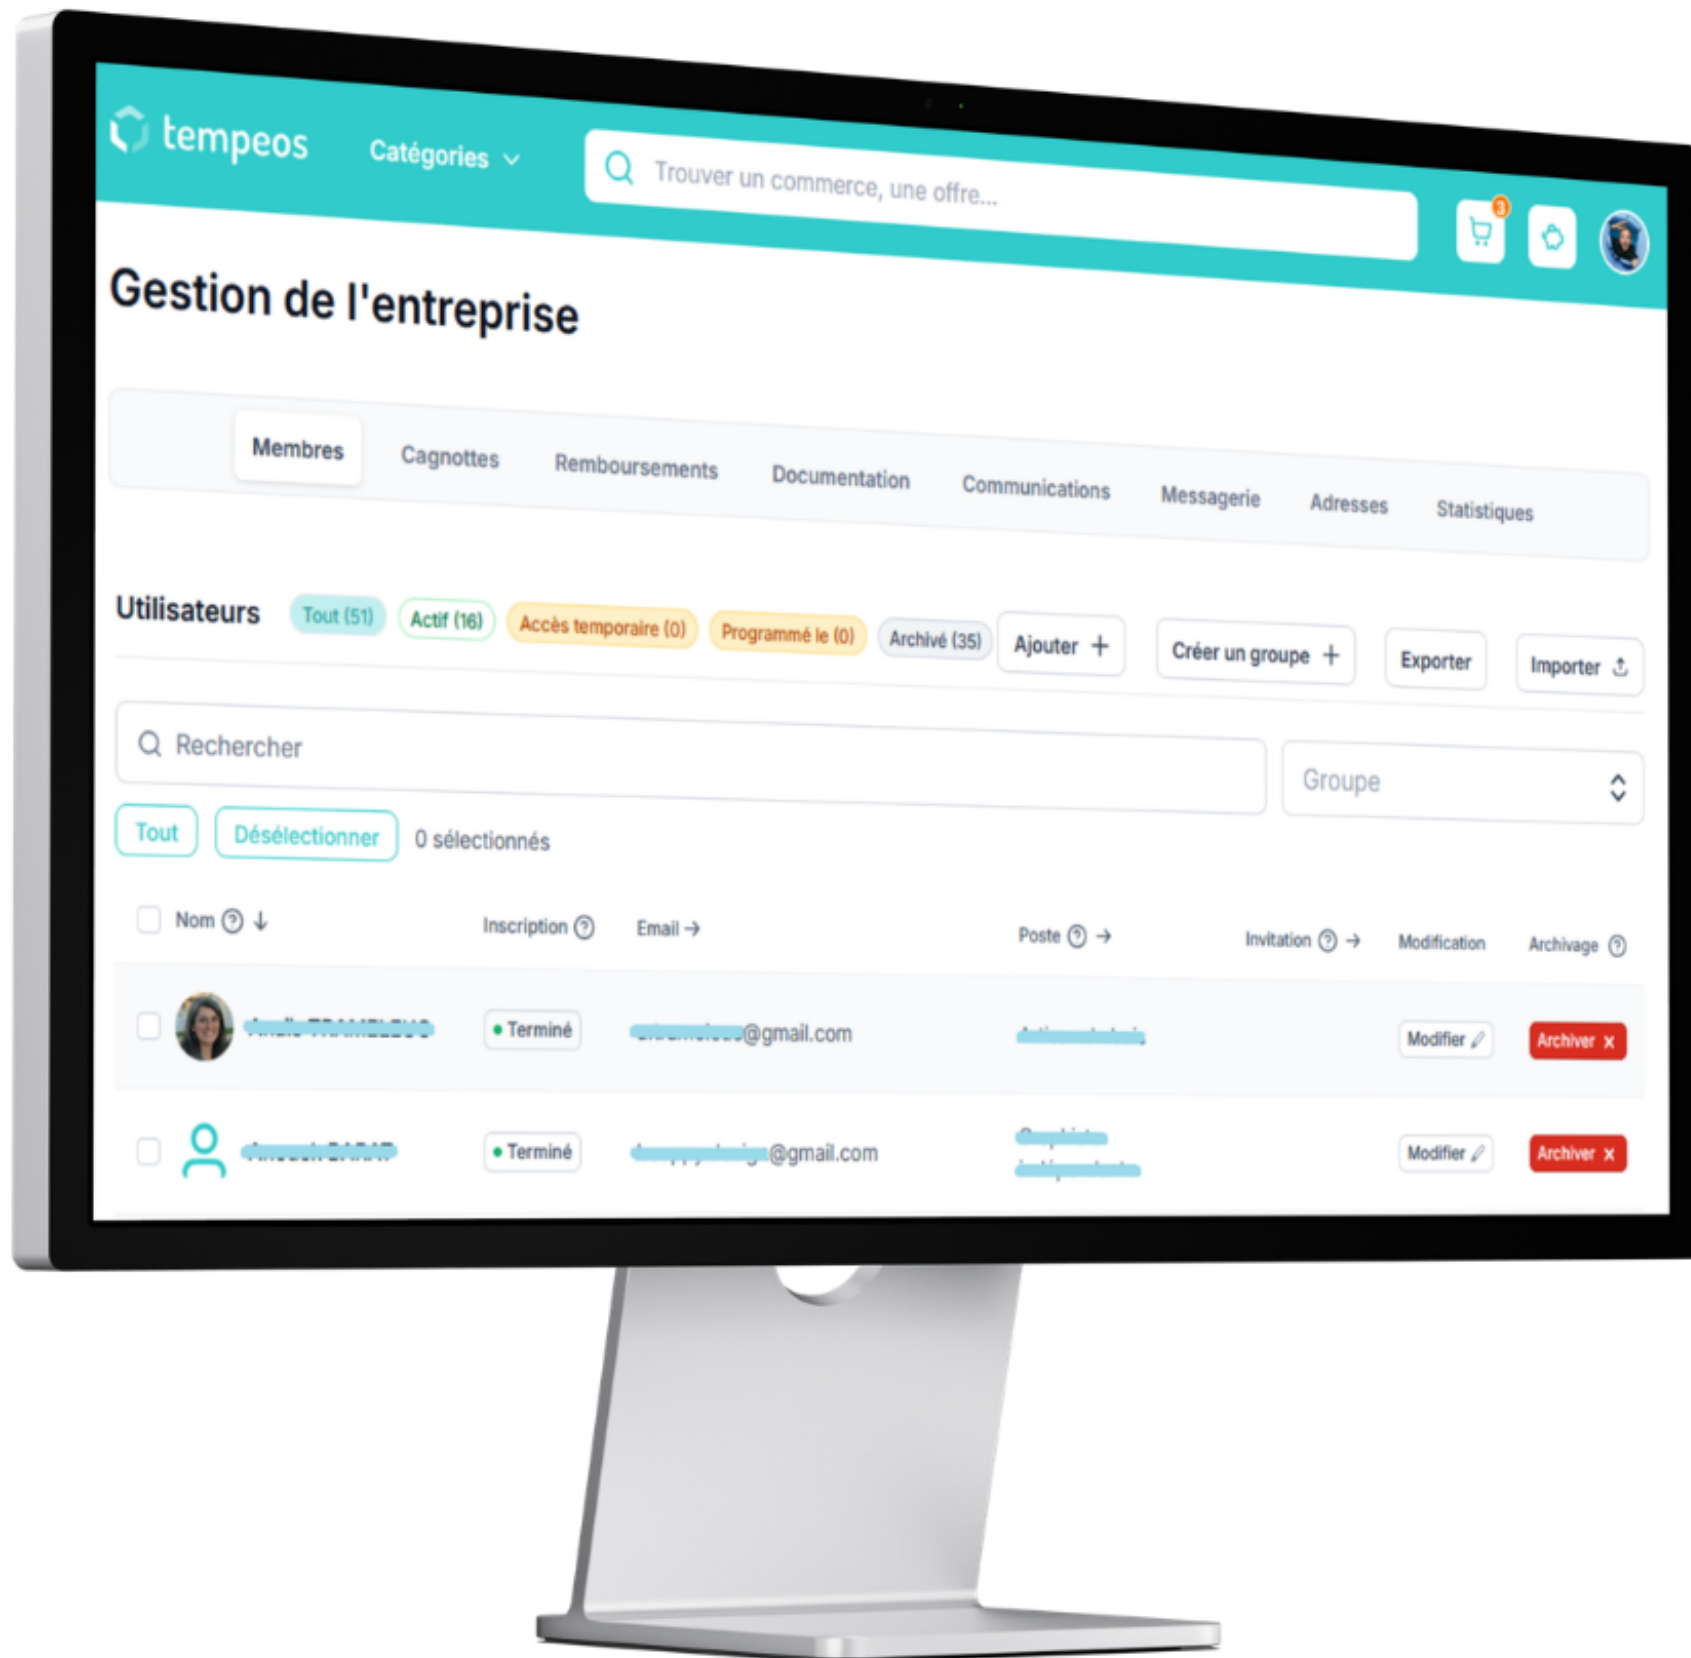 tempeos Catégories Trouver un commerce, une offre... 3
Gestion de l'entreprise
Membres Cagnottes Remboursements Documentation Communications Messagerie Adresses Statistiques
Utilisateurs Tout (51) Actif (16) Accès temporaire (0) Programmé le (0) Archivé (35) Ajouter + Créer un groupe + Exporter Importer
Rechercher Groupe
Tout Désélectionner 0 sélectionnés
Nom Inscription Email Poste Invitation Modification Archivage
Terminé @gmail.com Modifier Archiver x
Terminé @gmail.com Modifier Archiver x